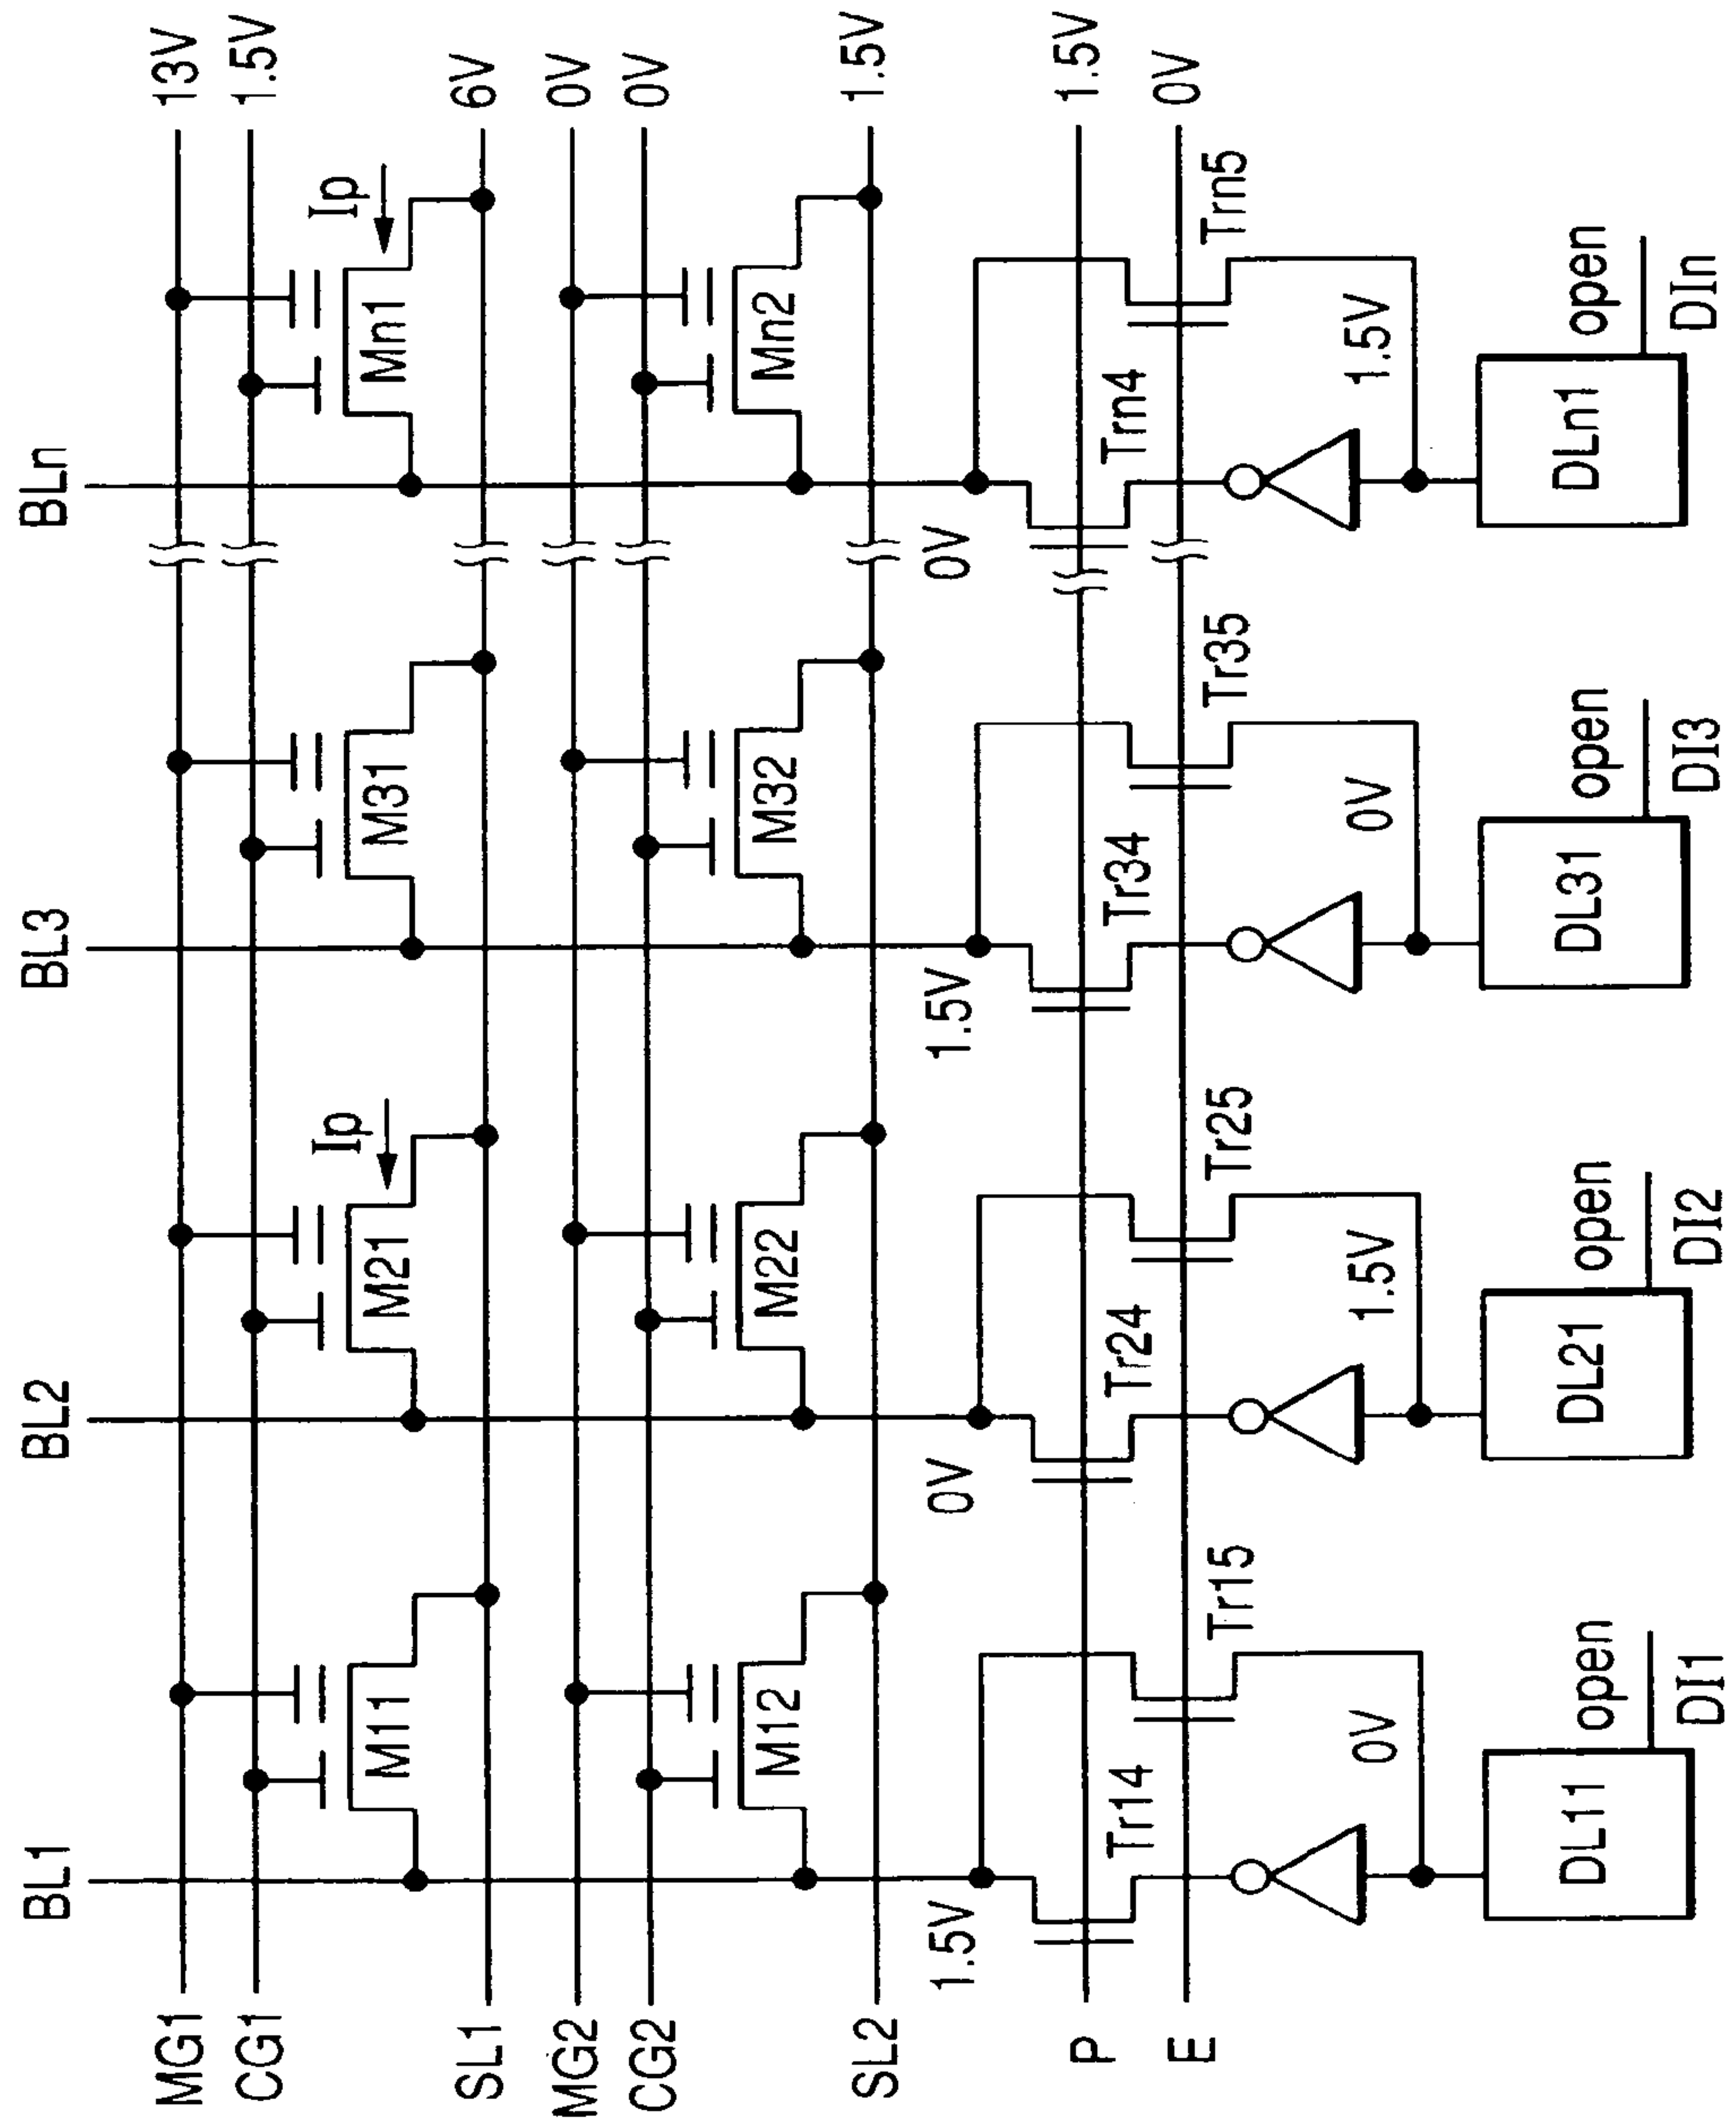 BL1 BL2 BL3 BLn
MG1 13V
CG1 1.5V
Ip Ip
M11 M21 M31 Mn1
SL1 6V
MG2 0V
CG2 0V
M12 M22 M32 Mn2
SL2 1.5V
1.5V 0V 1.5V 0V
P 1.5V
Tr14 Tr24 Tr34 Trn4
E 0V
Tr15 Tr25 Tr35 Trn5
0V 1.5V 0V 1.5V
DL11 open DL21 open DL31 open DLn1 open
DI1 DI2 DI3 DIn